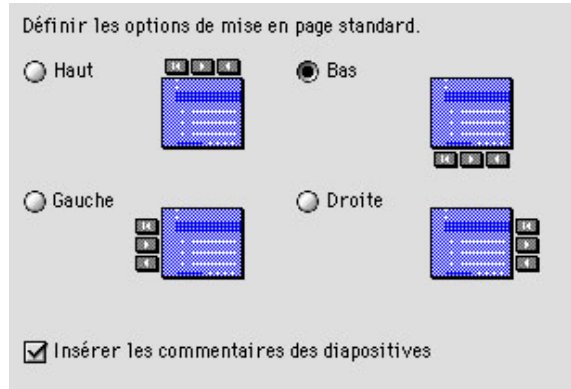 Définir les options de mise en page standard.
Haut
Bas
Gauche
Droite
Insérer les commentaires des diapositives